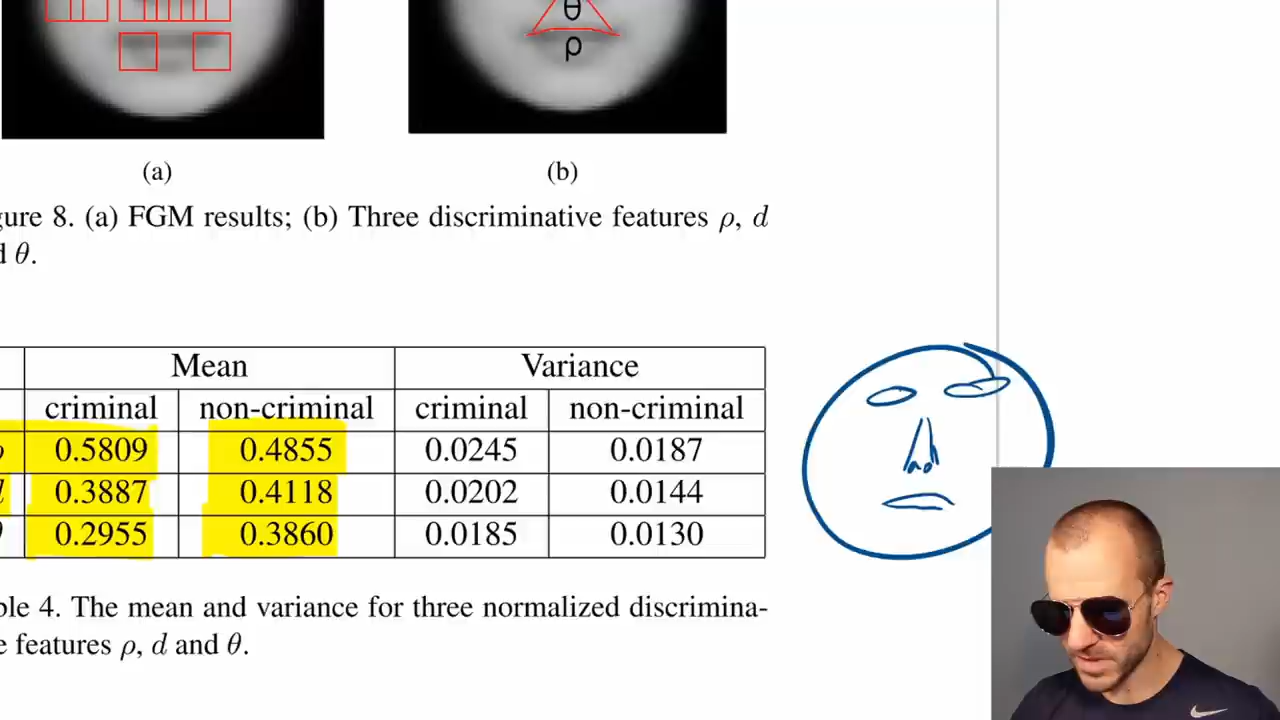 θ
ρ
(a)
(b)
gure 8. (a) FGM results; (b) Three discriminative features ρ, d
d θ.
Mean Variance
criminal non-criminal criminal non-criminal
0.5809 0.4855 0.0245 0.0187
0.3887 0.4118 0.0202 0.0144
0.2955 0.3860 0.0185 0.0130
ble 4. The mean and variance for three normalized discrimina-
e features ρ, d and θ.